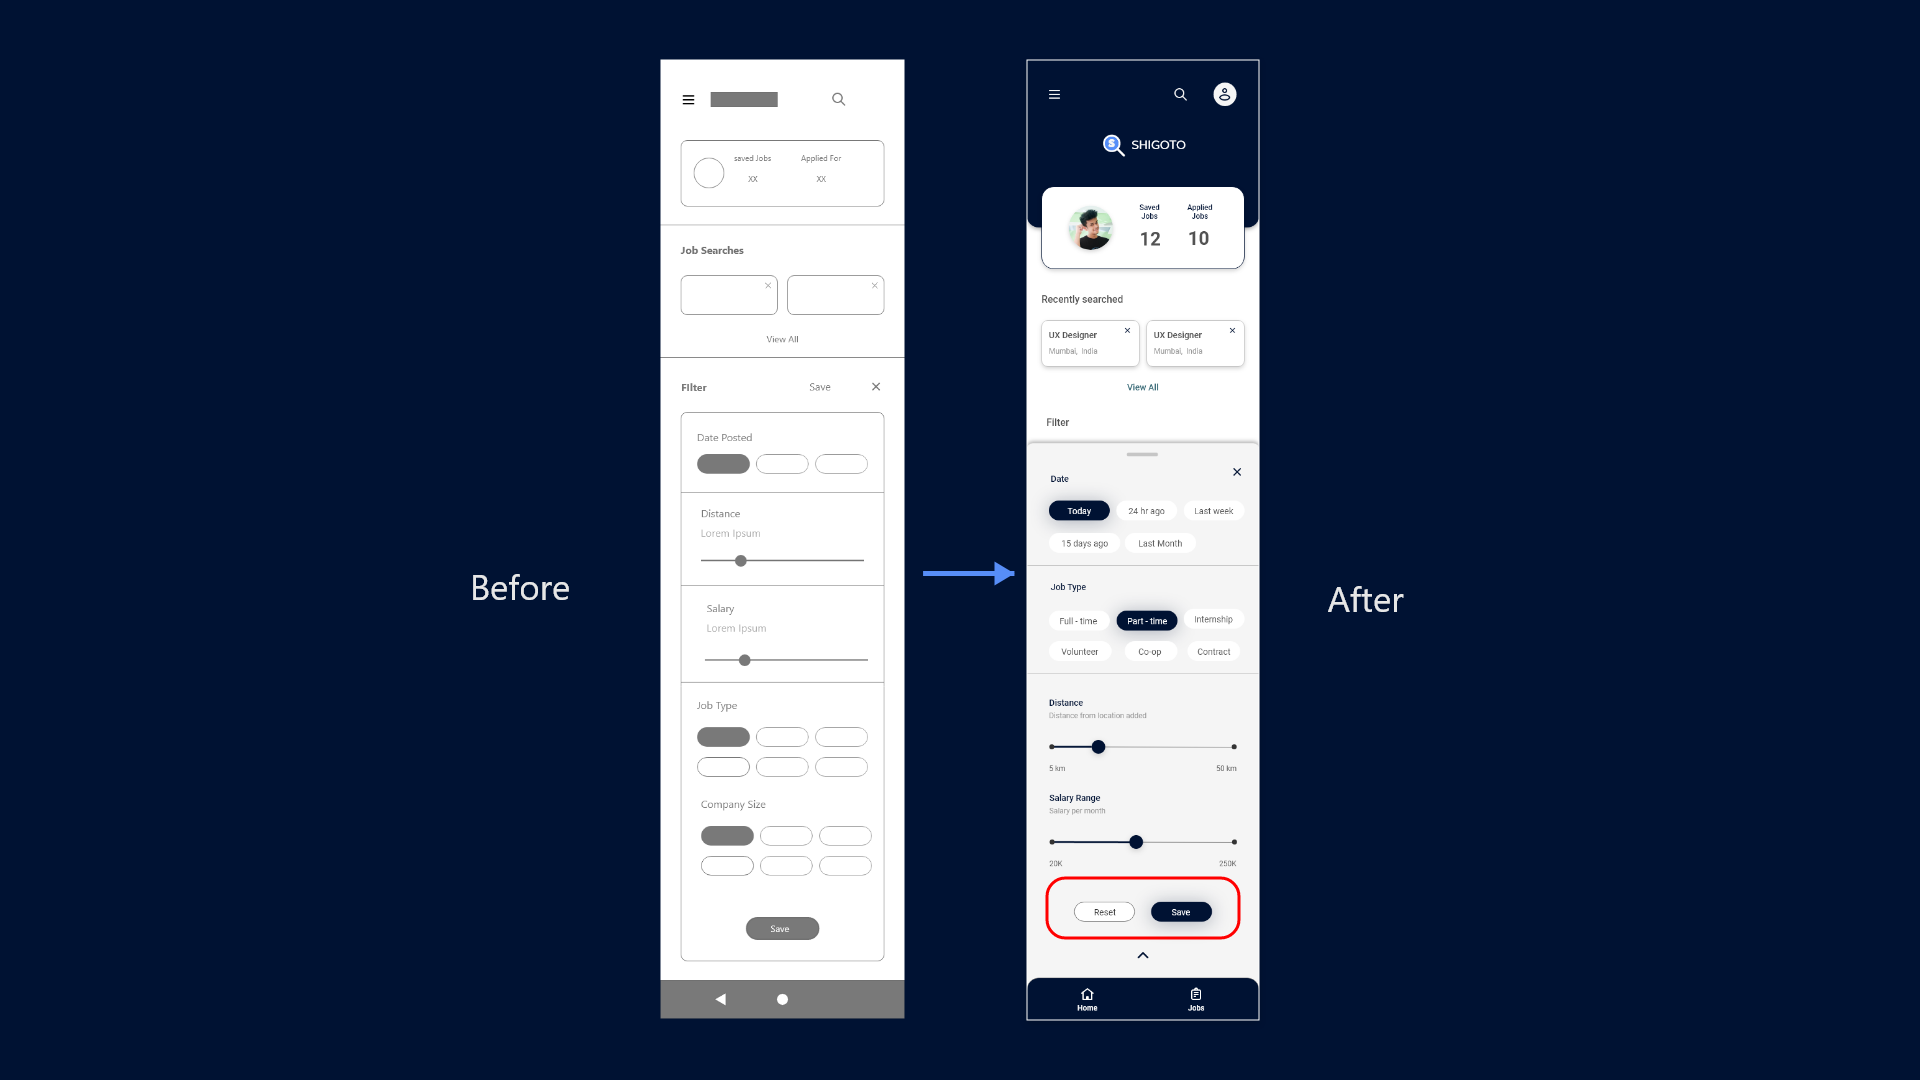 Before
saved Jobs
Applied For
XX
XX
Job Searches
View All
Filter
Save
Date Posted
Distance
Lorem Ipsum
Salary
Lorem Ipsum
Job Type
Company Size
Save
$
SHIGOTO
Saved
Jobs
Applied
Jobs
12
10
Recently searched
UX Designer
Mumbai, India
UX Designer
Mumbai, India
View All
Filter
Date
Today
24 hr ago
Last week
15 days ago
Last Month
Job Type
Full - time
Part - time
Internship
Volunteer
Co-op
Contract
Distance
Distance from location added
5 km
50 km
Salary Range
Salary per month
20K
250K
Reset
Save
Home
Jobs
After